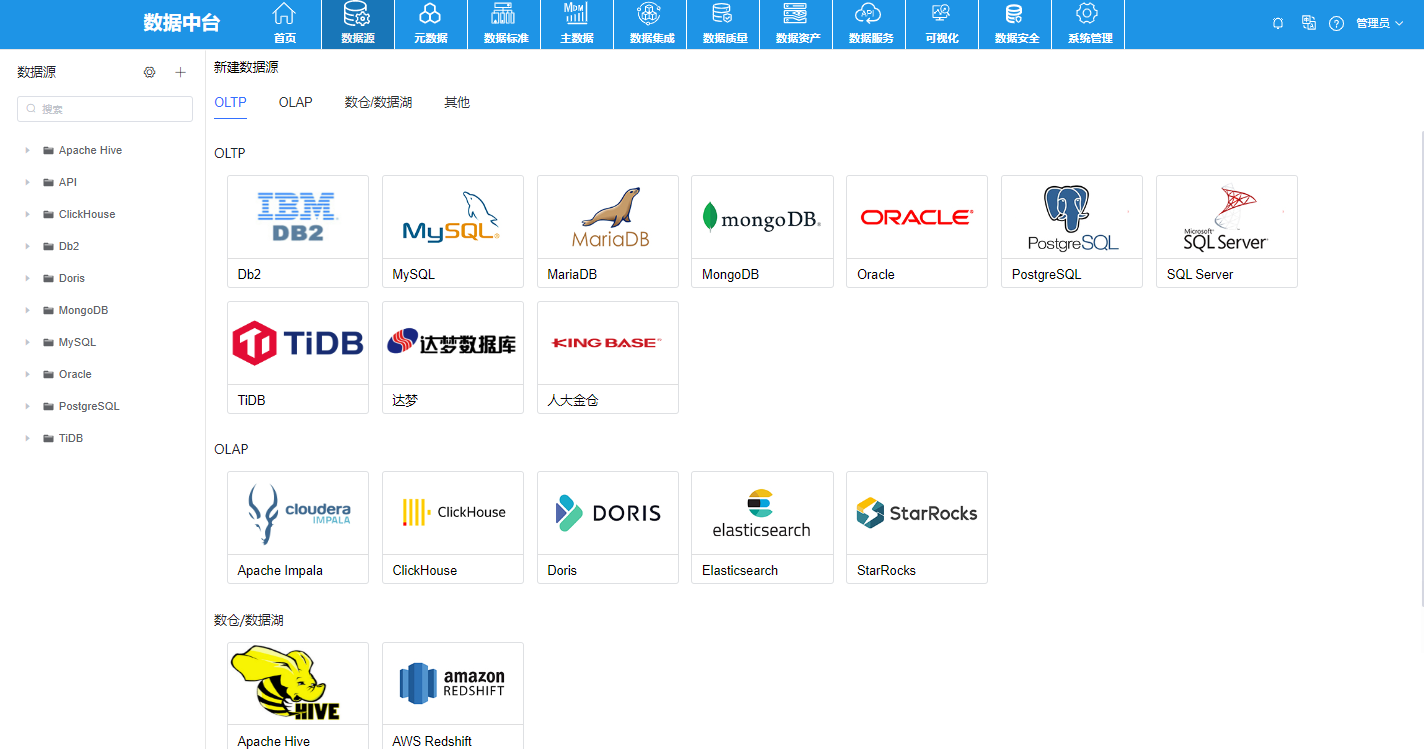 数据中台
首页
数据源
元数据
数据标准
MDM
主数据
数据集成
数据质量
数据资产
API
数据服务
可视化
数据安全
系统管理
管理员
数据源
搜索
Apache Hive
API
ClickHouse
Db2
Doris
MongoDB
MySQL
Oracle
PostgreSQL
TiDB
新建数据源
OLTP OLAP 数仓/数据湖 其他
OLTP
IBM
DB2
Db2
MySQL
MySQL
MariaDB
MariaDB
mongoDB
MongoDB
ORACLE
Oracle
PostgreSQL
PostgreSQL
Microsoft
SQL Server
SQL Server
TiDB
TiDB
达梦数据库
达梦
KINGBASE
人大金仓
OLAP
cloudera
IMPALA
Apache Impala
ClickHouse
ClickHouse
DORIS
Doris
elasticsearch
Elasticsearch
StarRocks
StarRocks
数仓/数据湖
HIVE
Apache Hive
amazon
REDSHIFT
AWS Redshift